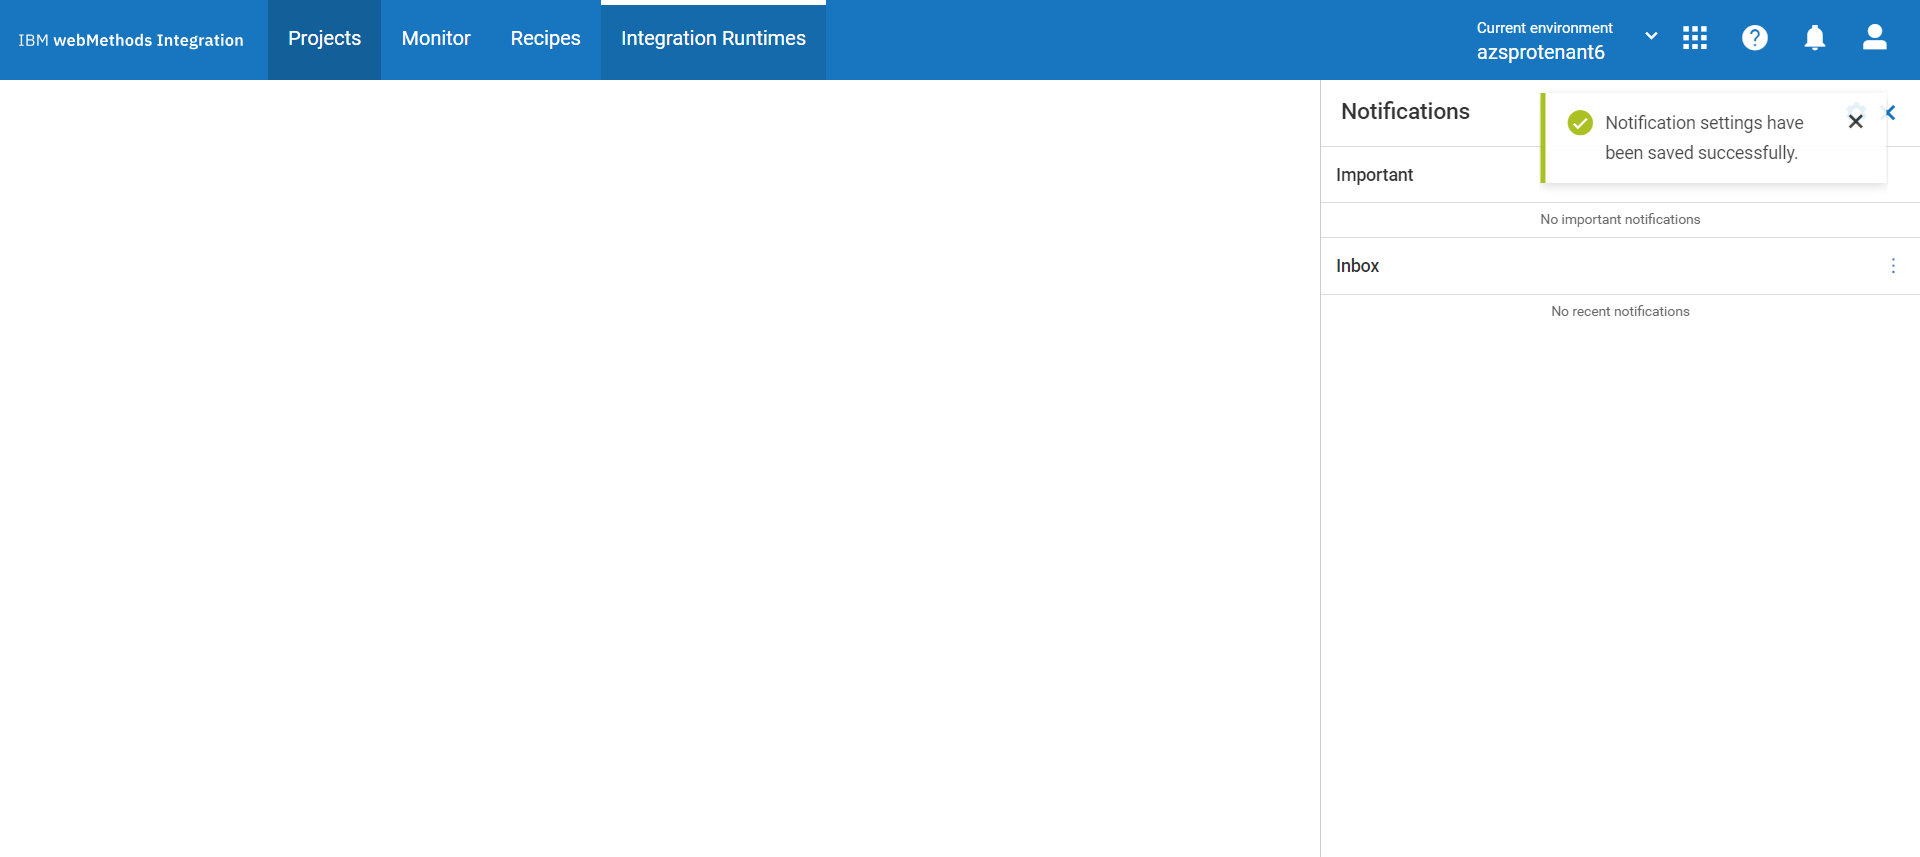 IBM webMethods Integration
Projects
Monitor
Recipes
Integration Runtimes
Current environment
azsprotenant6
Notifications
Notification settings have
been saved successfully.
Important
No important notifications
Inbox
No recent notifications